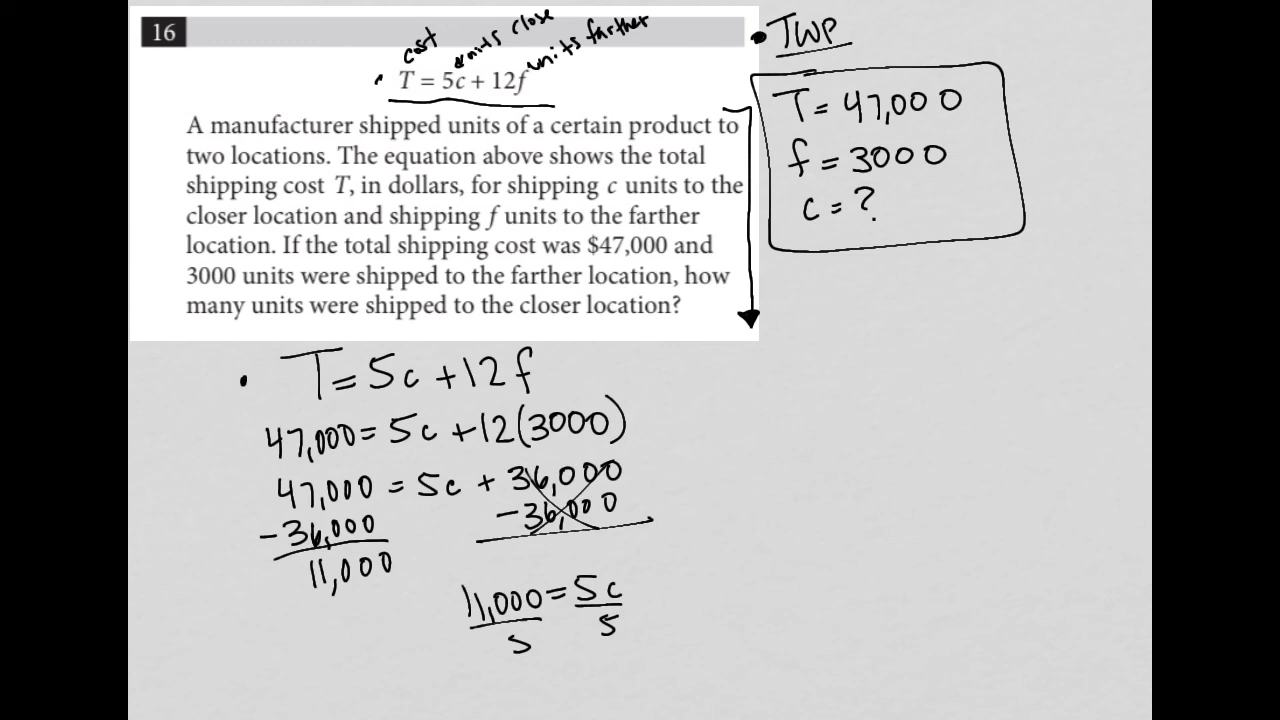 16
cost
units close
units farther
T = 5c + 12f
A manufacturer shipped units of a certain product to
two locations. The equation above shows the total
shipping cost T, in dollars, for shipping c units to the
closer location and shipping f units to the farther
location. If the total shipping cost was $47,000 and
3000 units were shipped to the farther location, how
many units were shipped to the closer location?
• TWP
T = 47,000
f = 3000
c = ?
• T = 5c + 12f
47,000 = 5c + 12(3000)
47,000 = 5c + 36,000
-36,000 -36,000
11,000
11,000 = 5c
5 5